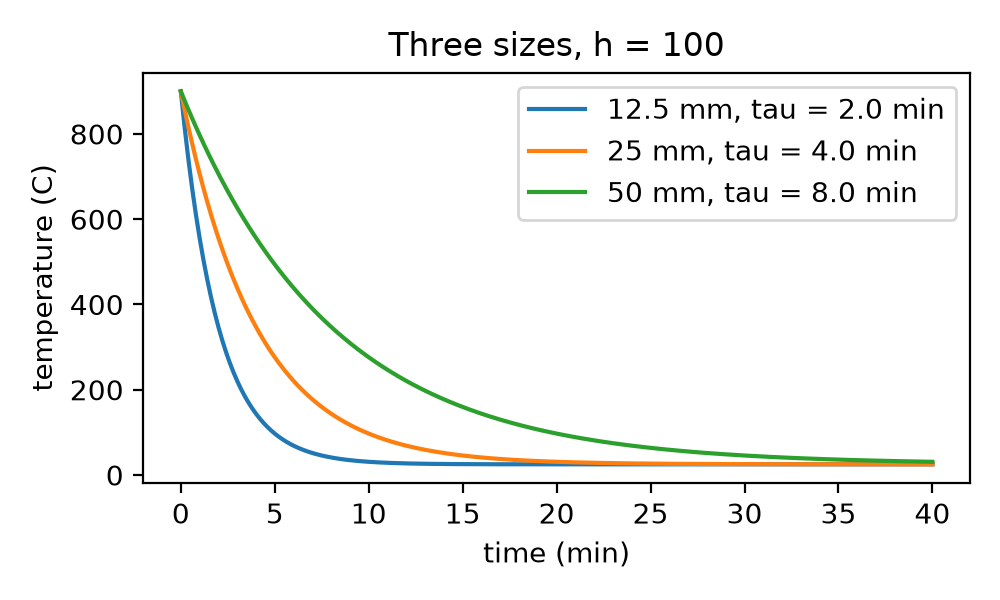 Three sizes, h = 100
12.5 mm, tau = 2.0 min
25 mm, tau = 4.0 min
50 mm, tau = 8.0 min
temperature (C)
800
600
400
200
0
0 5 10 15 20 25 30 35 40
time (min)